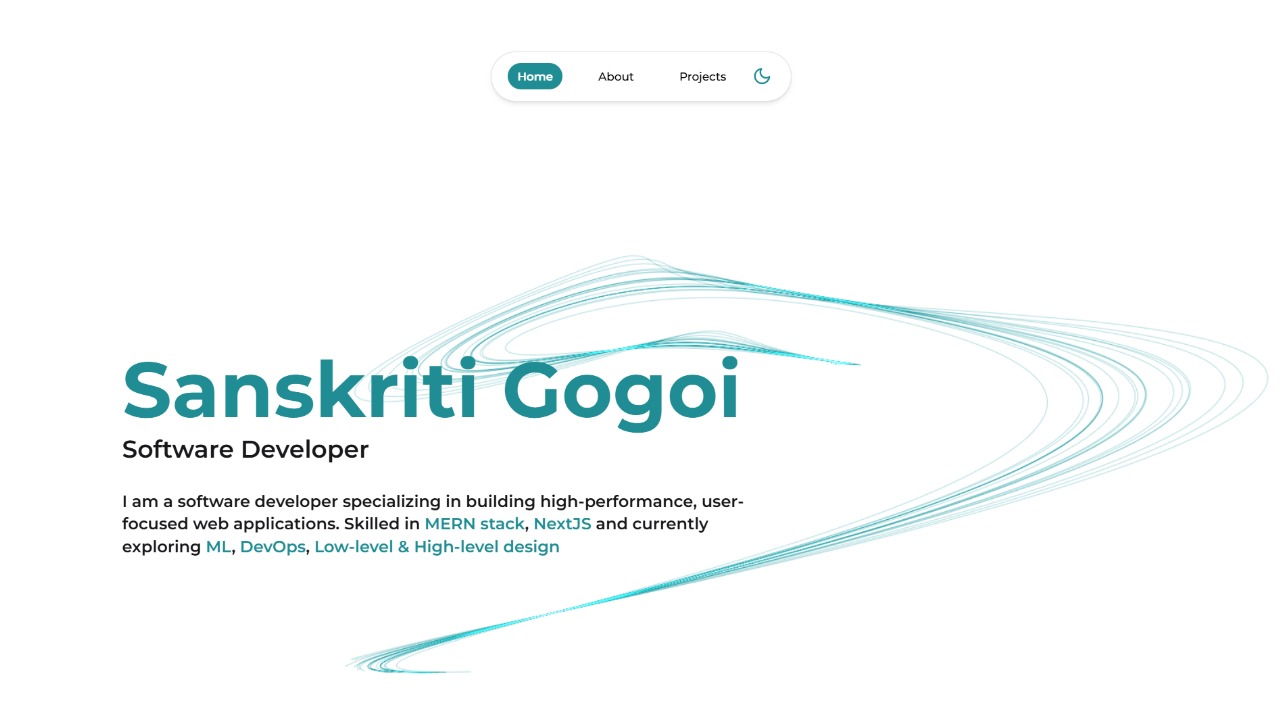 Home About Projects
Sanskriti Gogoi
Software Developer
I am a software developer specializing in building high-performance, user-
focused web applications. Skilled in MERN stack, NextJS and currently
exploring ML, DevOps, Low-level & High-level design